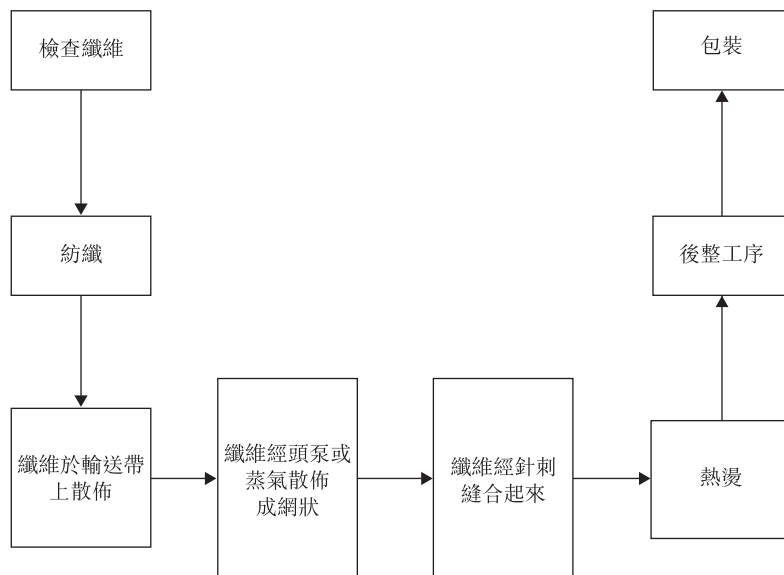 檢查纖維
紡纖
纖維於輸送帶
上散佈
纖維經頭泵或
蒸氣散佈
成網狀
纖維經針刺
縫合起來
熱燙
後整工序
包裝